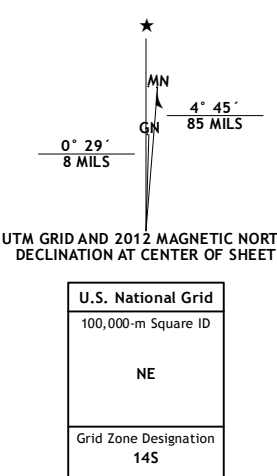 MN
4° 45´
85 MILS
GN
0° 29´
8 MILS
UTM GRID AND 2012 MAGNETIC NORT
DECLINATION AT CENTER OF SHEET
U.S. National Grid
100,000-m Square ID
NE
Grid Zone Designation
14S